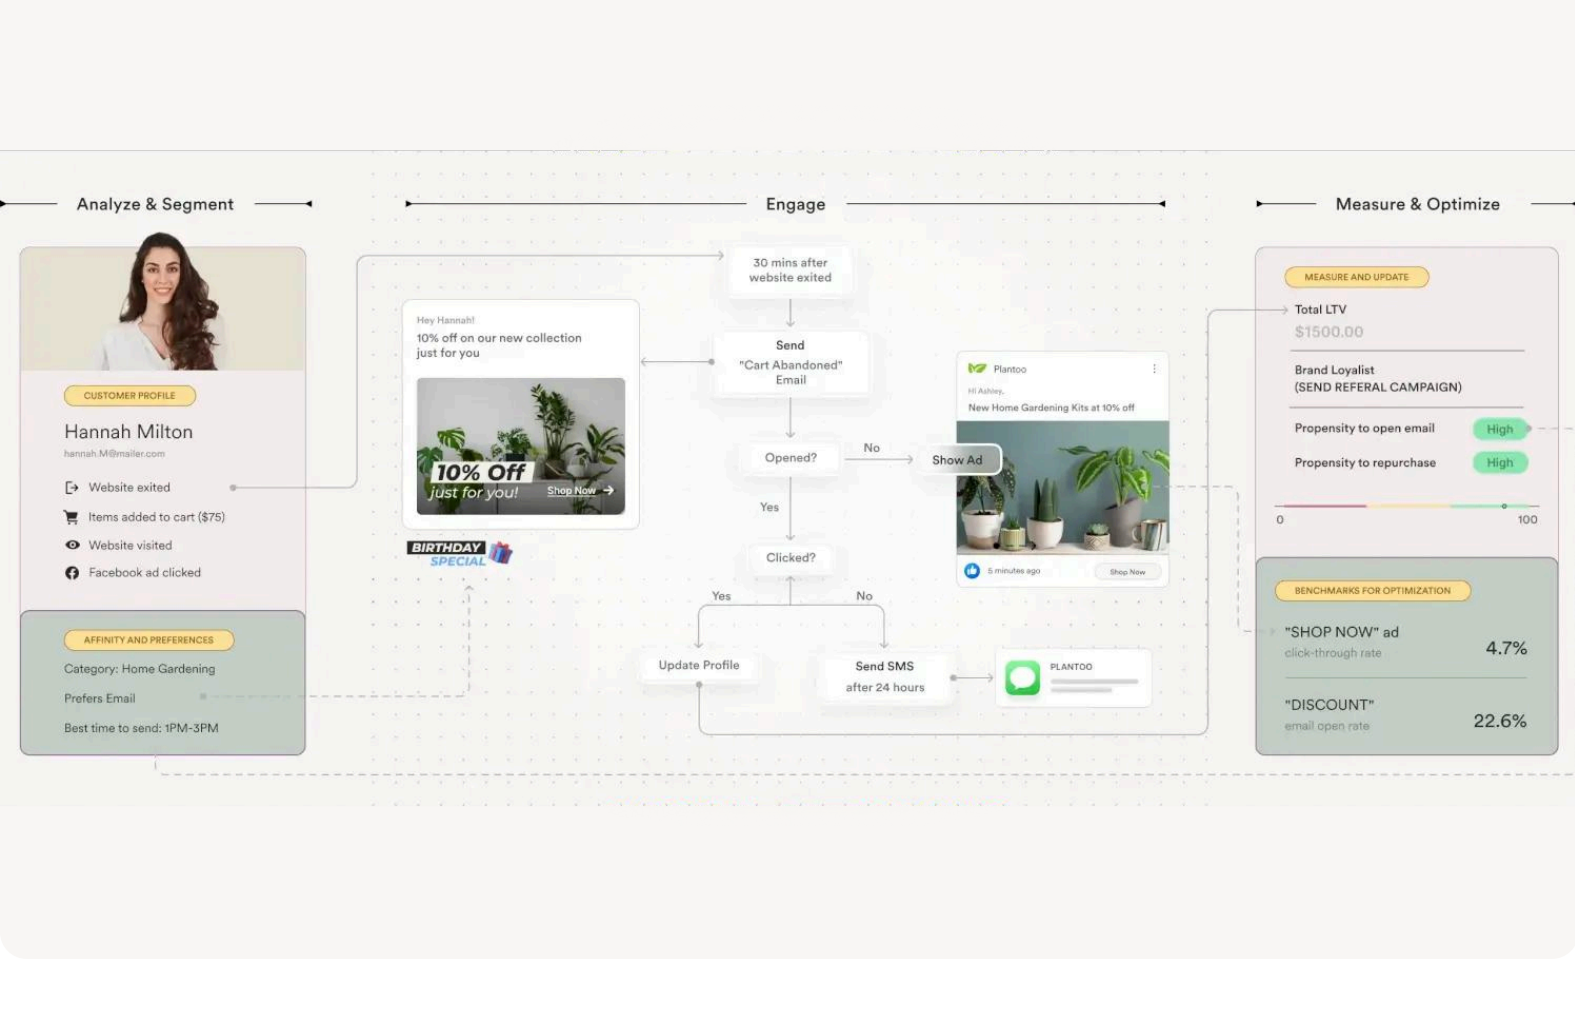 Analyze & Segment
CUSTOMER PROFILE
Hannah Milton
hannah.M@mailer.com
Website exited
Items added to cart ($75)
Website visited
Facebook ad clicked
AFFINITY AND PREFERENCES
Category: Home Gardening
Prefers Email
Best time to send: 1PM-3PM
Engage
Hey Hannah!
10% off on our new collection
just for you
10% Off
just for you!
Shop Now
BIRTHDAY
SPECIAL
30 mins after
website exited
Send
"Cart Abandoned"
Email
Opened?
No
Show Ad
Yes
Clicked?
Yes
No
Update Profile
Send SMS
after 24 hours
PLANTOO
Plantoo
Hi Ashley,
New Home Gardening Kits at 10% off
5 minutes ago
Shop Now
Measure & Optimize
MEASURE AND UPDATE
Total LTV
$1500.00
Brand Loyalist
(SEND REFERAL CAMPAIGN)
Propensity to open email
High
Propensity to repurchase
High
0
100
BENCHMARKS FOR OPTIMIZATION
"SHOP NOW" ad
click-through rate
4.7%
"DISCOUNT"
email open rate
22.6%